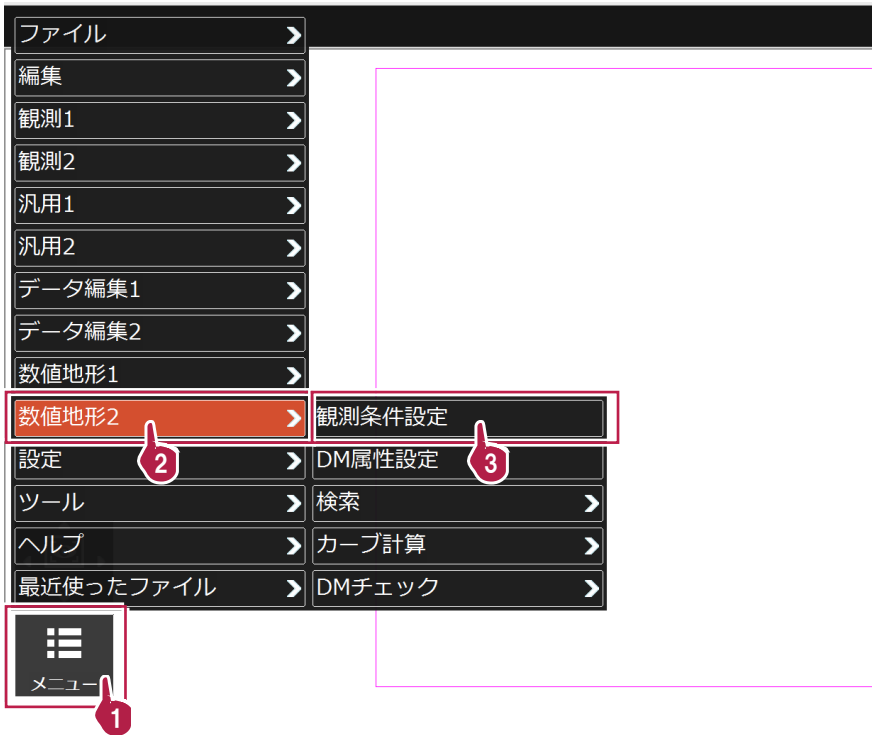 ファイル
編集
観測1
観測2
汎用1
汎用2
データ編集1
データ編集2
数値地形1
数値地形2
観測条件設定
2
3
設定
DM属性設定
ツール
検索
ヘルプ
カーブ計算
最近使ったファイル
DMチェック
メニュー
1